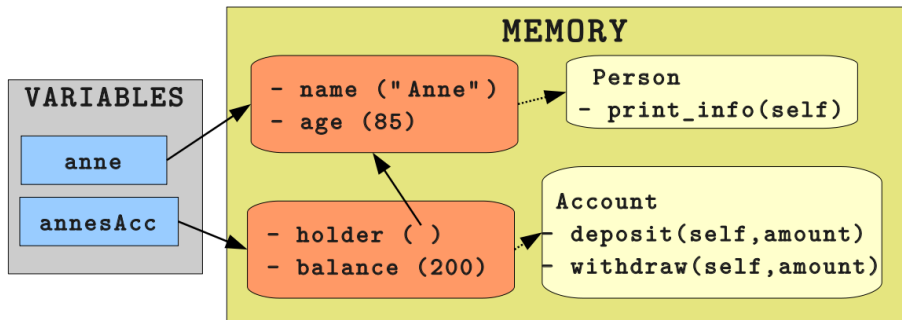 MEMORY
VARIABLES
anne
annesAcc
- name ("Anne")
- age (85)
Person
- print_info(self)
- holder ( )
- balance (200)
Account
- deposit(self,amount)
- withdraw(self,amount)